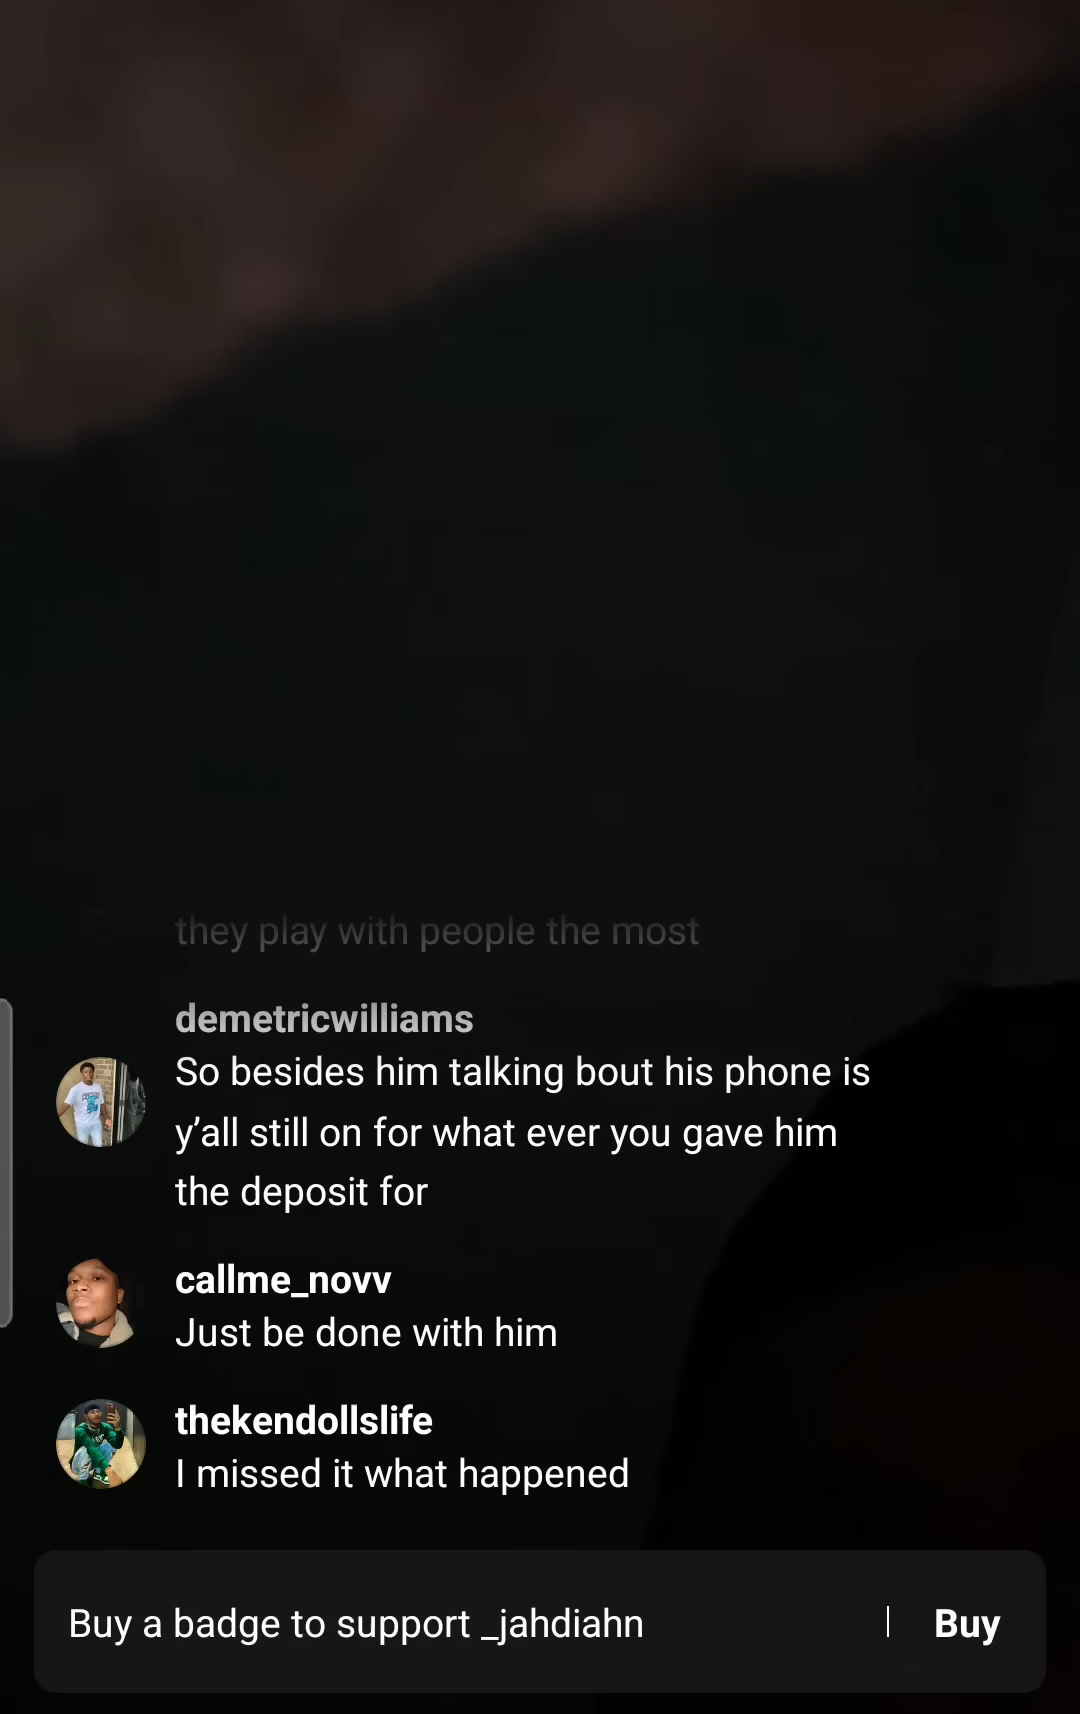 they play with people the most
demetricwilliams
So besides him talking bout his phone is
y’all still on for what ever you gave him
the deposit for
callme_novv
Just be done with him
thekendollslife
I missed it what happened
Buy a badge to support _jahdiahn | Buy